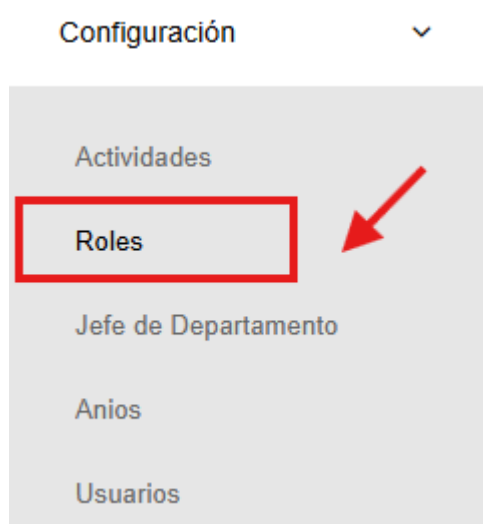 Configuración
Actividades
Roles
Jefe de Departamento
Anios
Usuarios